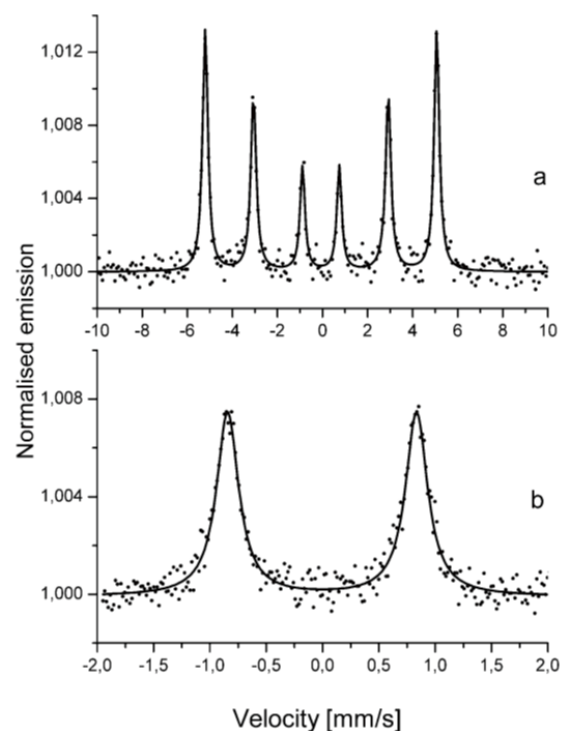 1,012
1,008
1,004
1,000
a
-10 -8 -6 -4 -2 0 2 4 6 8 10
Normalised emission
1,008
1,004
1,000
b
-2,0 -1,5 -1,0 -0,5 0,0 0,5 1,0 1,5 2,0
Velocity [mm/s]